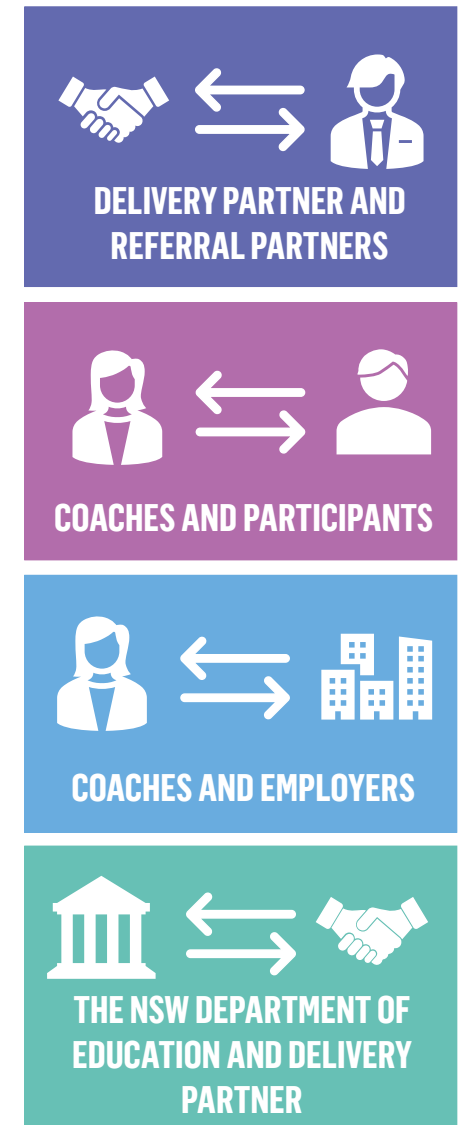 DELIVERY PARTNER AND
REFERRAL PARTNERS
COACHES AND PARTICIPANTS
COACHES AND EMPLOYERS
THE NSW DEPARTMENT OF
EDUCATION AND DELIVERY
PARTNER